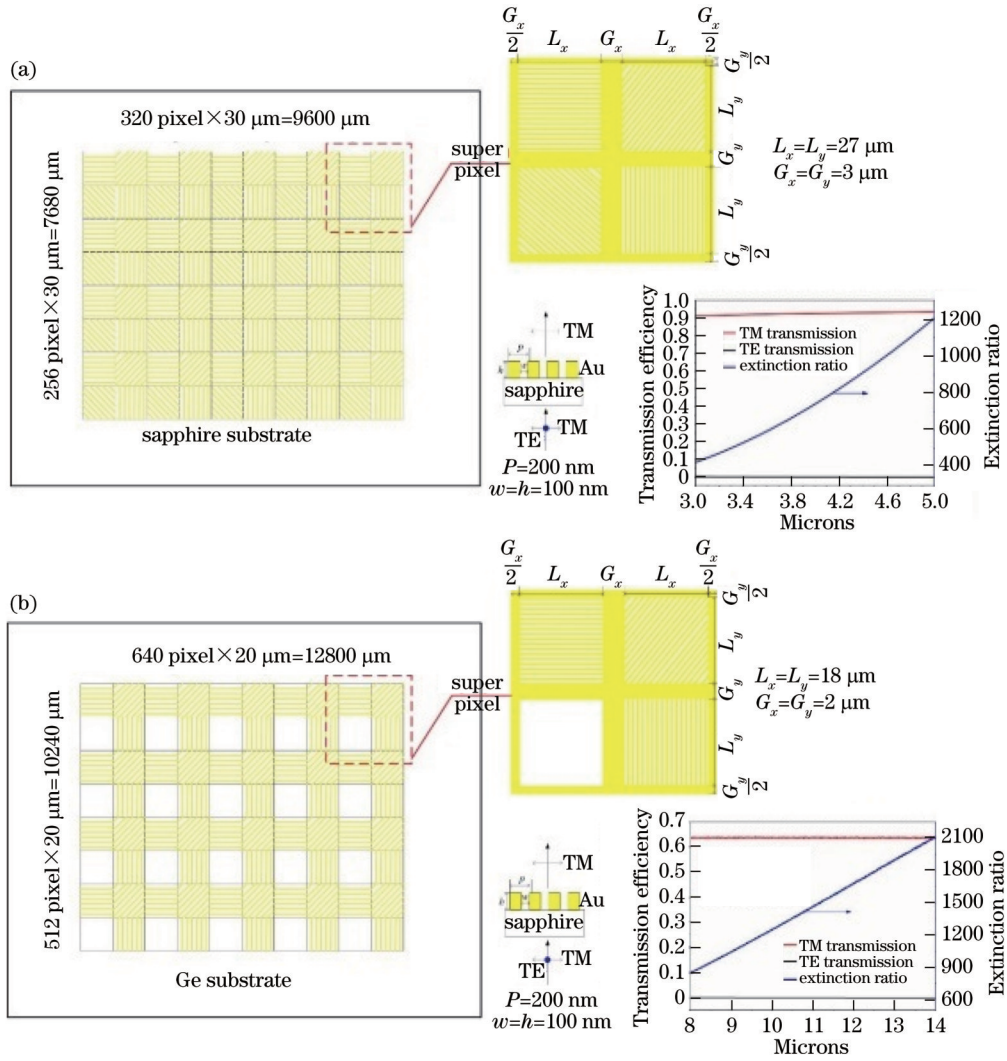 (a)
320 pixel×30 μm=9600 μm
256 pixel×30 μm=7680 μm
sapphire substrate
super
pixel
G_x/2 L_x G_x L_x G_x/2
G_y/2
L_y
G_y
L_y
G_y/2
L_x=L_y=27 μm
G_x=G_y=3 μm
TM
p
h
Au
sapphire
TE TM
P=200 nm
w=h=100 nm
Transmission efficiency
1.0
0.9
0.8
0.7
0.6
0.5
0.4
0.3
0.2
0.1
0
TM transmission
TE transmission
extinction ratio
1200
1000
800
600
400
Extinction ratio
3.0 3.4 3.8 4.2 4.6 5.0
Microns
(b)
640 pixel×20 μm=12800 μm
512 pixel×20 μm=10240 μm
Ge substrate
super
pixel
G_x/2 L_x G_x L_x G_x/2
G_y/2
L_y
G_y
L_y
G_y/2
L_x=L_y=18 μm
G_x=G_y=2 μm
TM
p
h
Au
sapphire
TE TM
P=200 nm
w=h=100 nm
Transmission efficiency
0.7
0.6
0.5
0.4
0.3
0.2
0.1
0
TM transmission
TE transmission
extinction ratio
2100
1800
1500
1200
900
600
Extinction ratio
8 9 10 11 12 13 14
Microns